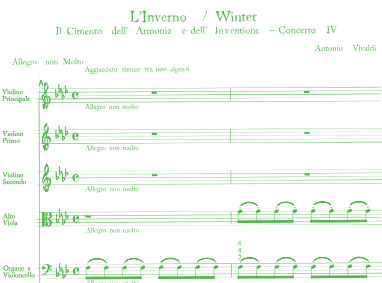 L'Inverno / Winter
Il Cimento dell' Armonia e dell' Inventione - Concerto IV
Antonio Vivaldi
Allegro non Molto
Aggiacciato tremar tra nevi algenti
A
Violino
Principale
Allegro non molto
Violino
Primo
Allegro non molto
Violino
Secondo
Allegro non molto
Alto
Viola
Allegro non molto
6
4
2
Organo e
Violoncello
Allegro non molto